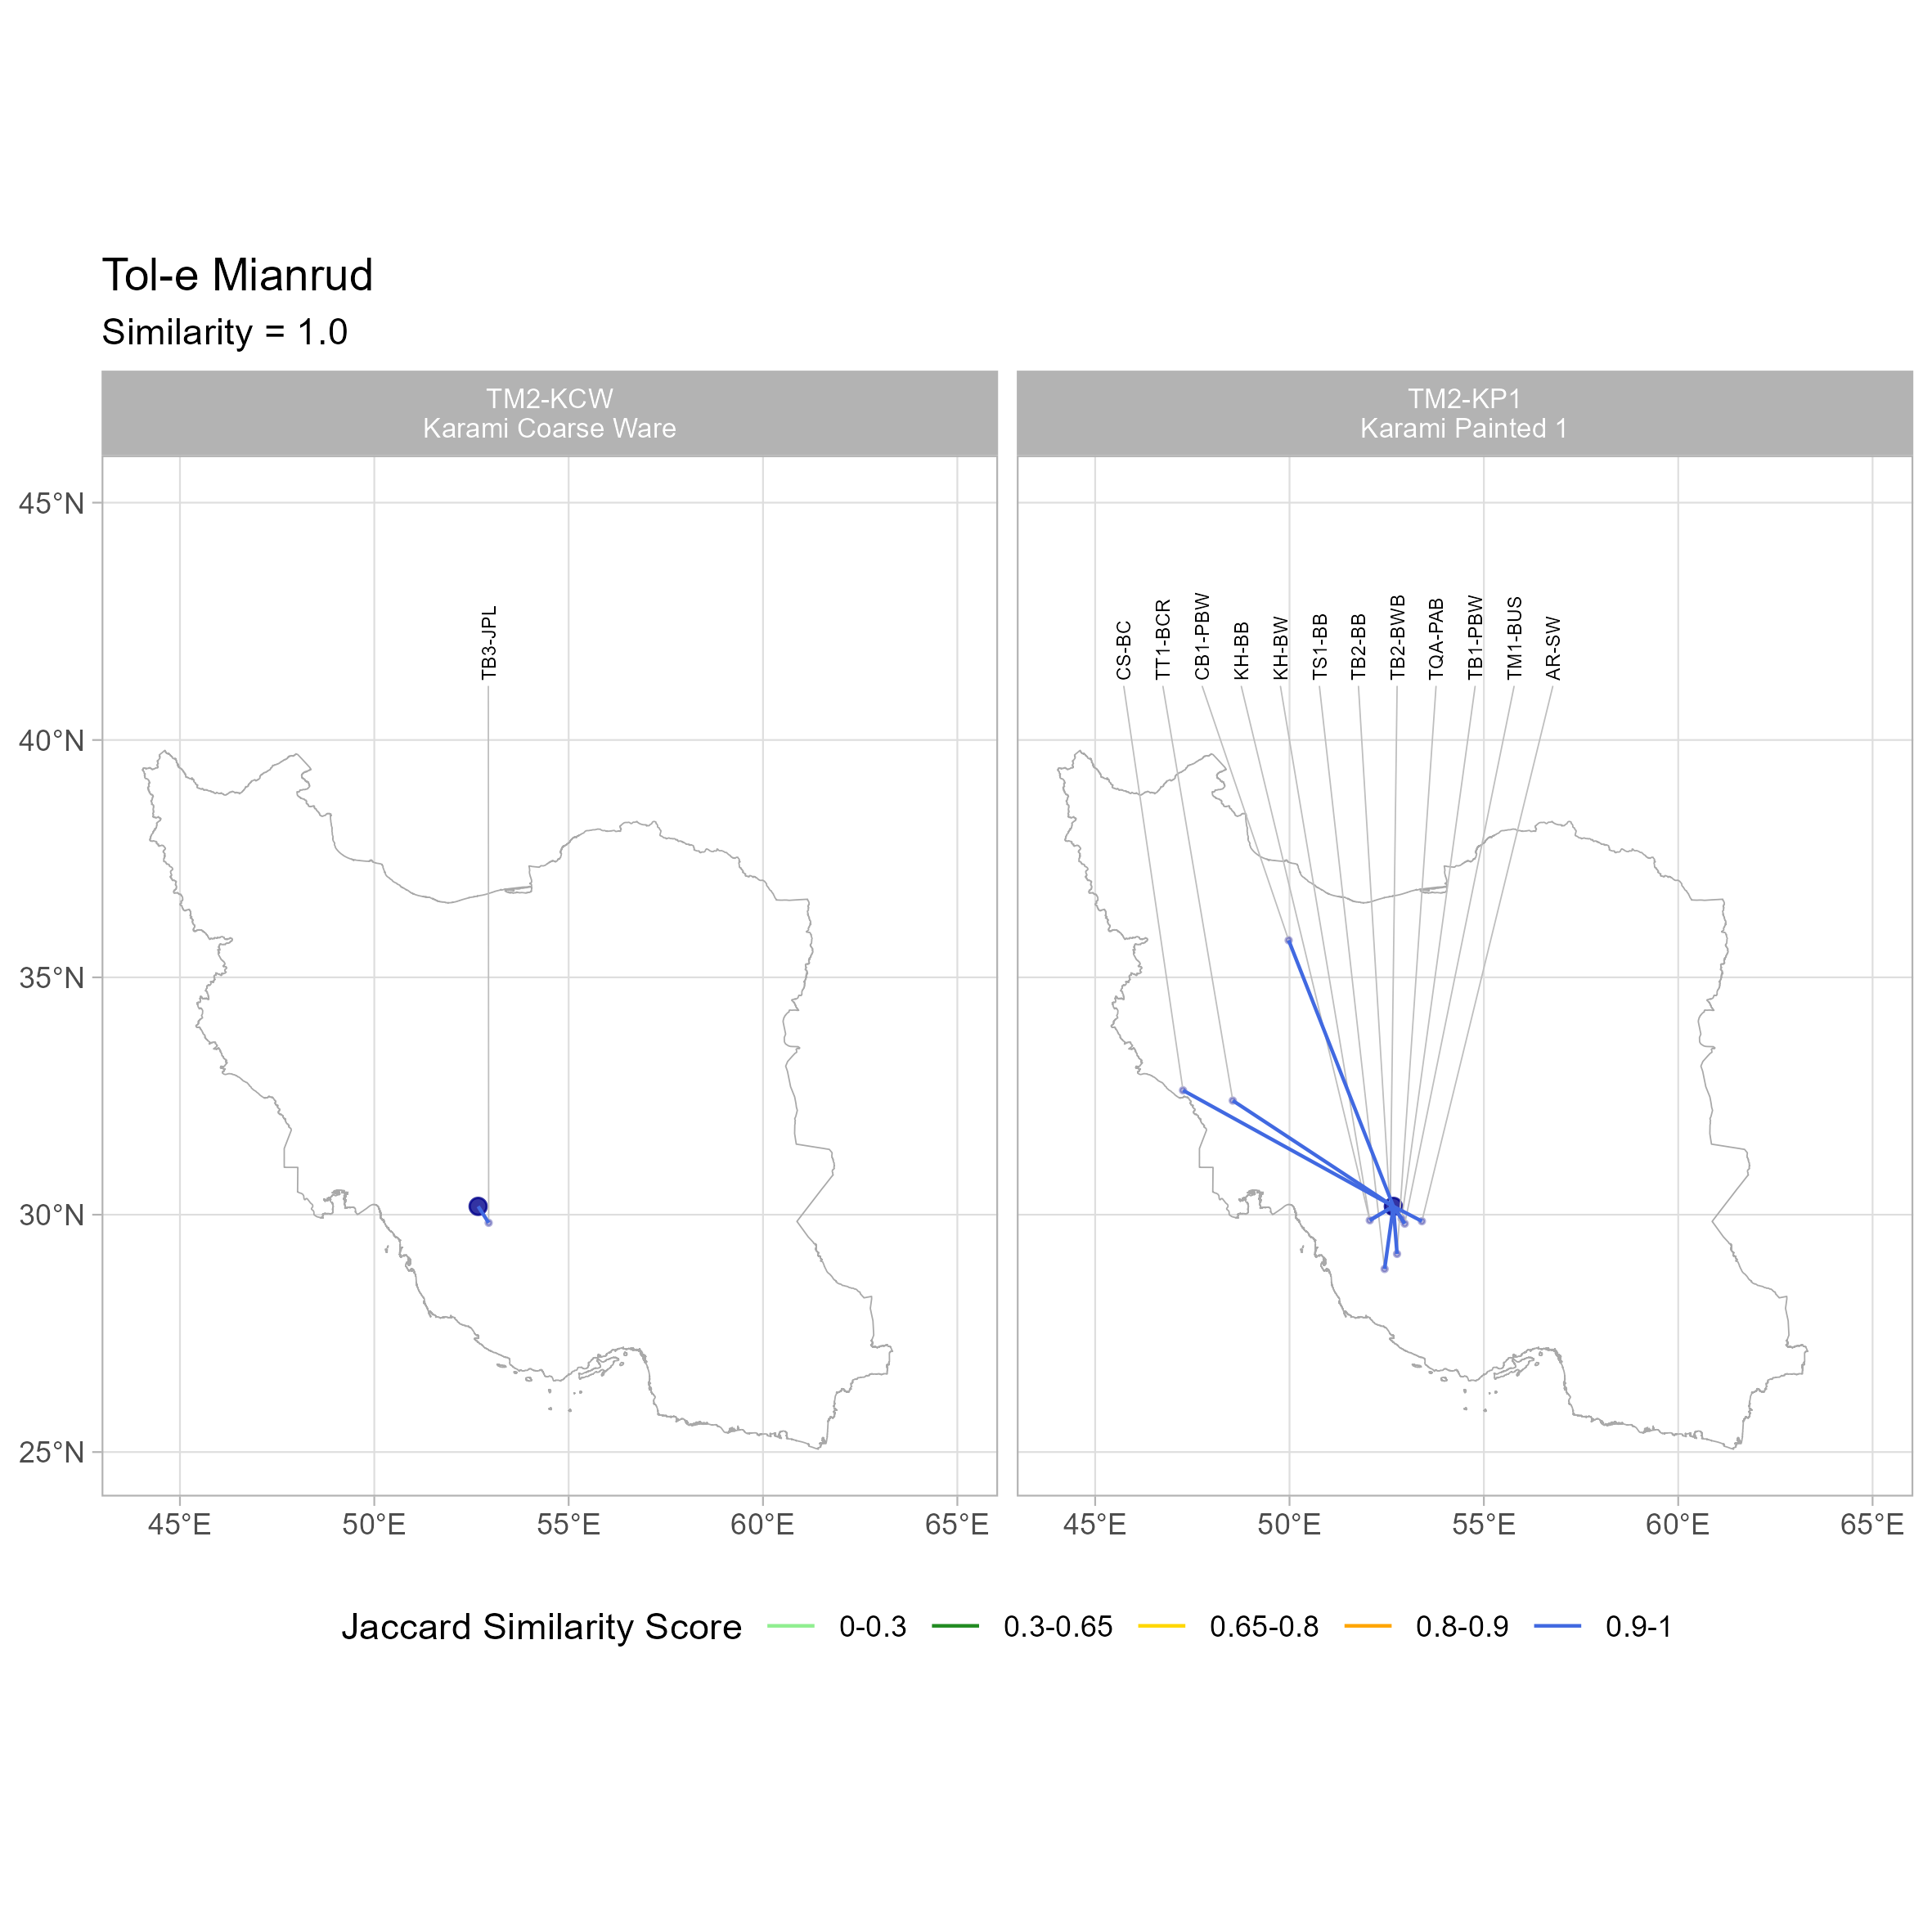 Tol-e Mianrud
Similarity = 1.0
TM2-KCW
Karami Coarse Ware
TM2-KP1
Karami Painted 1
TB3-JPL
CS-BC
TT1-BCR
CB1-PBW
KH-BB
KH-BW
TS1-BB
TB2-BB
TB2-BWB
TQA-PAB
TB1-PBW
TM1-BUS
AR-SW
45°N
40°N
35°N
30°N
25°N
45°E 50°E 55°E 60°E 65°E
45°E 50°E 55°E 60°E 65°E
Jaccard Similarity Score 0-0.3 0.3-0.65 0.65-0.8 0.8-0.9 0.9-1